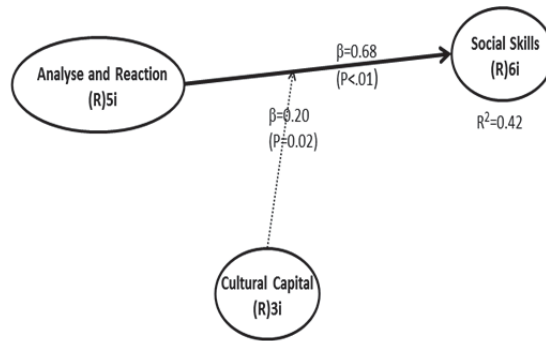 Analyse and Reaction
(R)5i
β=0.68
(P<.01)
Social Skills
(R)6i
R²=0.42
β=0.20
(P=0.02)
Cultural Capital
(R)3i